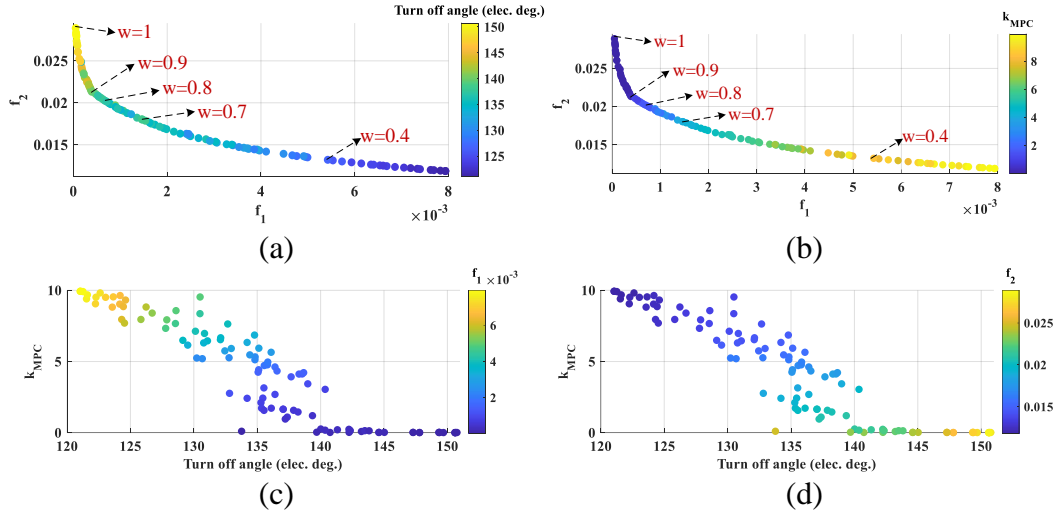 Turn off angle (elec. deg.)
w=1
w=0.9
w=0.8
w=0.7
w=0.4
0.025
0.02
0.015
f2
0 2 4 6 8
f1
×10-3
150
145
140
135
130
125
(a)
kMPC
w=1
w=0.9
w=0.8
w=0.7
w=0.4
0.025
0.02
0.015
f2
0 1 2 3 4 5 6 7 8
f1
×10-3
8
6
4
2
(b)
f1 ×10-3
10
5
0
kMPC
120 125 130 135 140 145 150
Turn off angle (elec. deg.)
6
4
2
(c)
f2
10
5
0
kMPC
120 125 130 135 140 145 150
Turn off angle (elec. deg.)
0.025
0.02
0.015
(d)